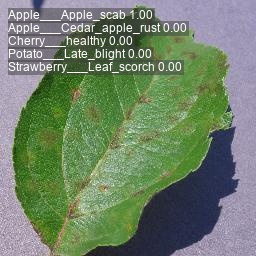 Apple___Apple_scab 1.00
Apple___Cedar_apple_rust 0.00
Cherry___healthy 0.00
Potato___Late_blight 0.00
Strawberry___Leaf_scorch 0.00